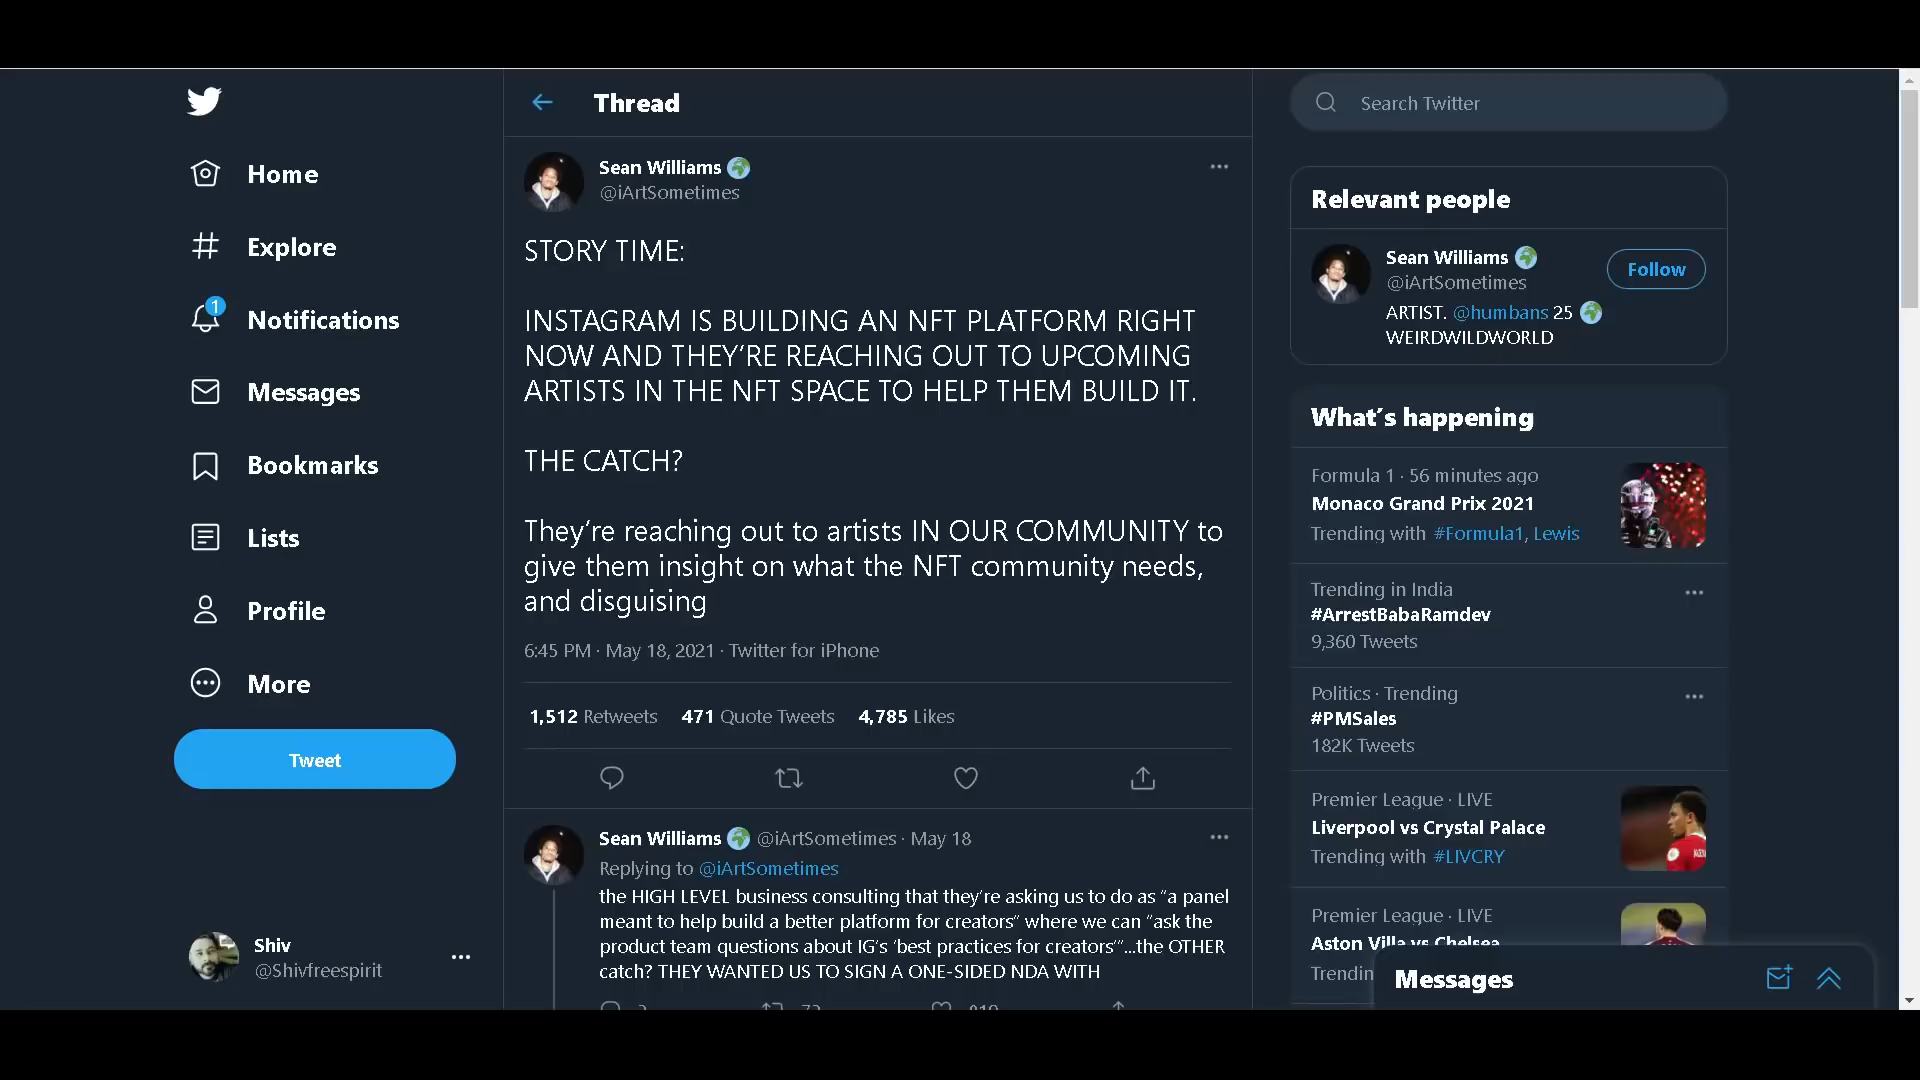 Thread
Search Twitter
Home
Explore
1
Notifications
Messages
Bookmarks
Lists
Profile
More
Tweet
Shiv
@Shivfreespirit
Sean Williams
@iArtSometimes
STORY TIME:
INSTAGRAM IS BUILDING AN NFT PLATFORM RIGHT
NOW AND THEY’RE REACHING OUT TO UPCOMING
ARTISTS IN THE NFT SPACE TO HELP THEM BUILD IT.
THE CATCH?
They’re reaching out to artists IN OUR COMMUNITY to
give them insight on what the NFT community needs,
and disguising
6:45 PM · May 18, 2021 · Twitter for iPhone
1,512 Retweets 471 Quote Tweets 4,785 Likes
Sean Williams @iArtSometimes · May 18
Replying to @iArtSometimes
the HIGH LEVEL business consulting that they’re asking us to do as “a panel
meant to help build a better platform for creators” where we can “ask the
product team questions about IG’s ‘best practices for creators’”...the OTHER
catch? THEY WANTED US TO SIGN A ONE-SIDED NDA WITH
Relevant people
Sean Williams
@iArtSometimes
Follow
ARTIST. @humbans 25
WEIRDWILDWORLD
What’s happening
Formula 1 · 56 minutes ago
Monaco Grand Prix 2021
Trending with #Formula1, Lewis
Trending in India
#ArrestBabaRamdev
9,360 Tweets
Politics · Trending
#PMSales
182K Tweets
Premier League · LIVE
Liverpool vs Crystal Palace
Trending with #LIVCRY
Premier League · LIVE
Aston Villa vs Chelsea
Messages